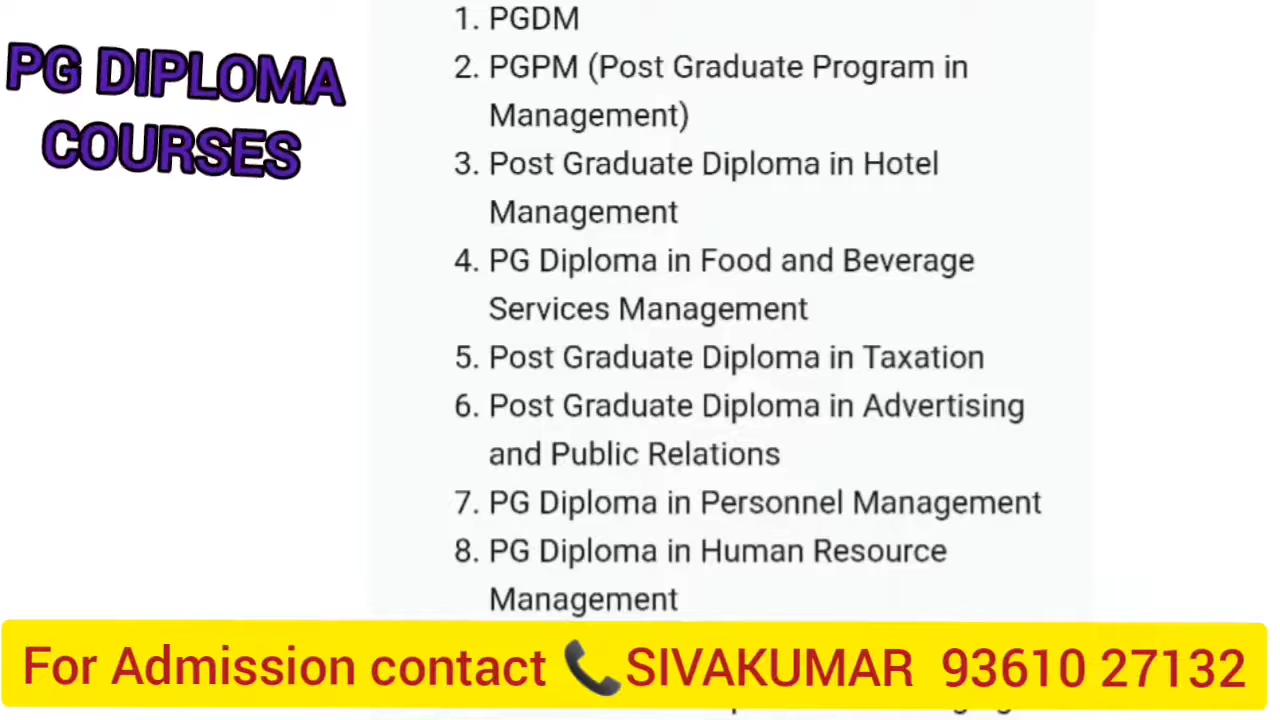 PG DIPLOMA
COURSES
1. PGDM
2. PGPM (Post Graduate Program in
Management)
3. Post Graduate Diploma in Hotel
Management
4. PG Diploma in Food and Beverage
Services Management
5. Post Graduate Diploma in Taxation
6. Post Graduate Diploma in Advertising
and Public Relations
7. PG Diploma in Personnel Management
8. PG Diploma in Human Resource
Management
For Admission contact 📞SIVAKUMAR 93610 27132